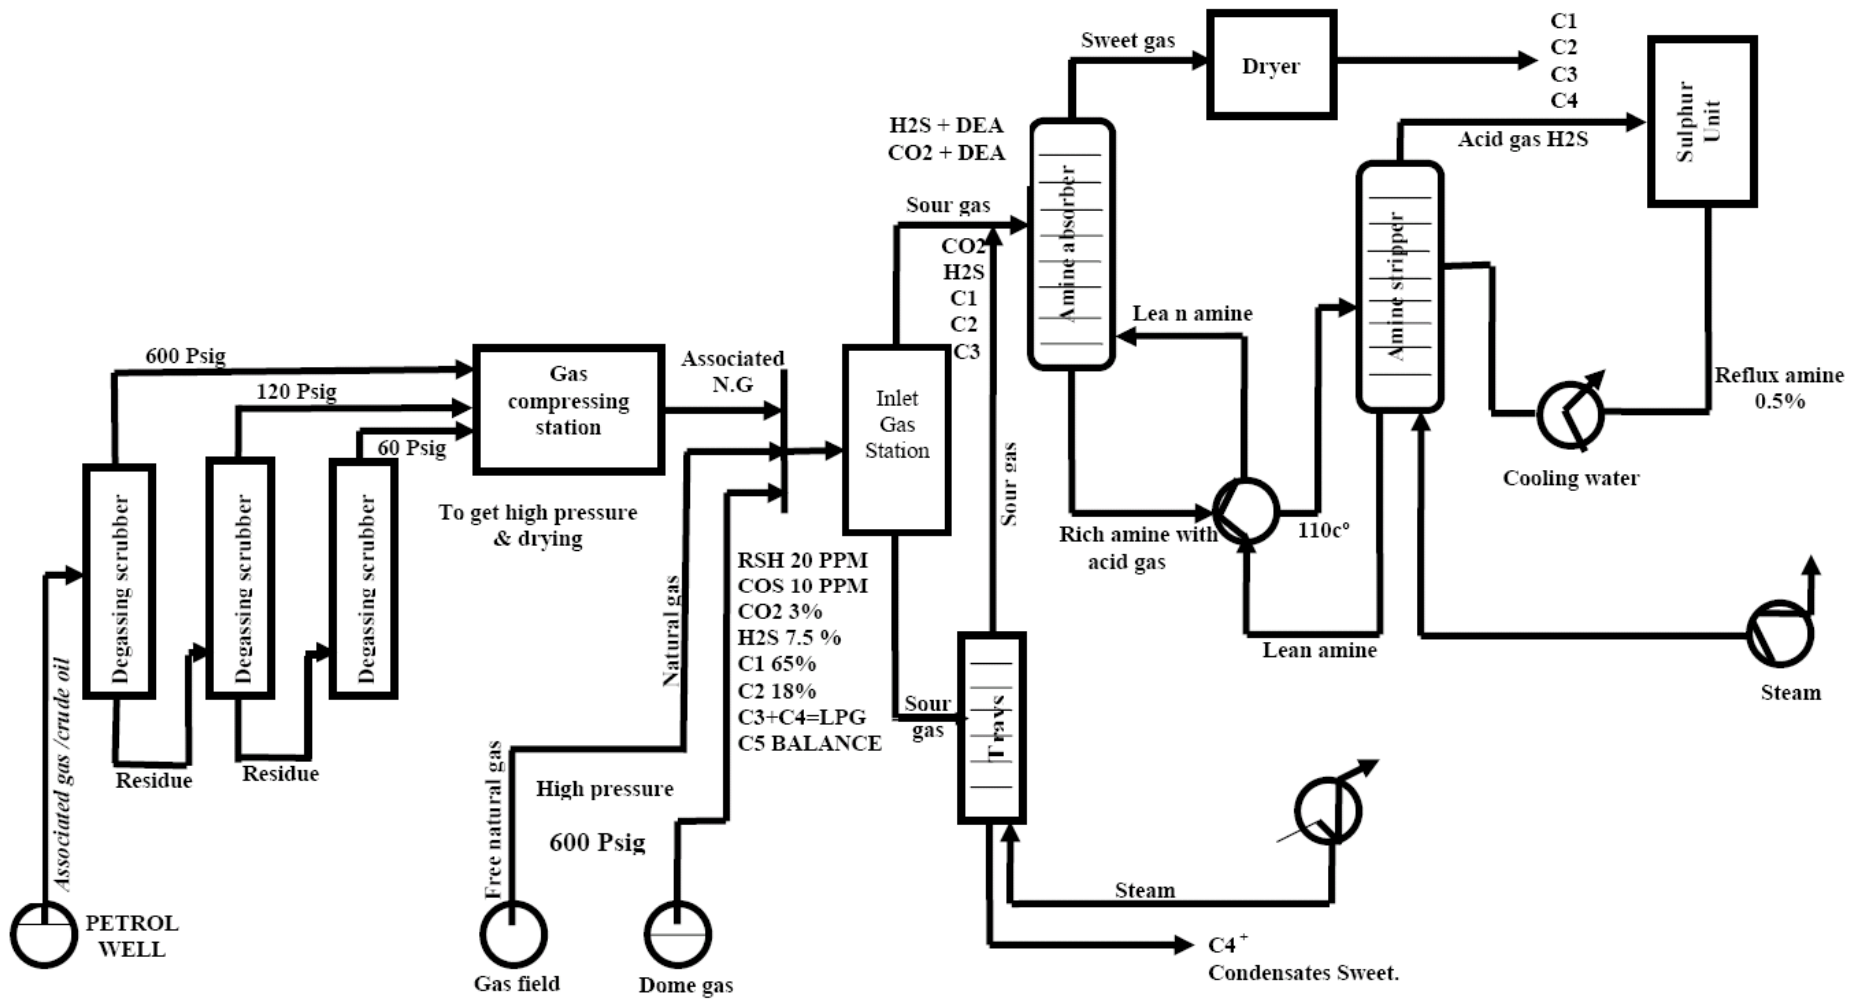 Sweet gas
Dryer
C1
C2
C3
C4
Sulphur
Unit
Acid gas H2S
H2S + DEA
CO2 + DEA
Amine absorber
Amine stripper
Sour gas
CO2
H2S
C1
C2
C3
Lea n amine
Reflux amine
0.5%
Cooling water
600 Psig
120 Psig
60 Psig
Gas
compressing
station
To get high pressure
& drying
Associated
N.G
Inlet
Gas
Station
Sour gas
Rich amine with
acid gas
110cº
Lean amine
Steam
Degassing scrubber
Degassing scrubber
Degassing scrubber
Associated gas /crude oil
Residue
Residue
Natural gas
RSH 20 PPM
COS 10 PPM
CO2 3%
H2S 7.5 %
C1 65%
C2 18%
C3+C4=LPG
C5 BALANCE
Sour
gas
Trays
Free natural gas
High pressure
600 Psig
Steam
PETROL
WELL
Gas field
Dome gas
C4 +
Condensates Sweet.